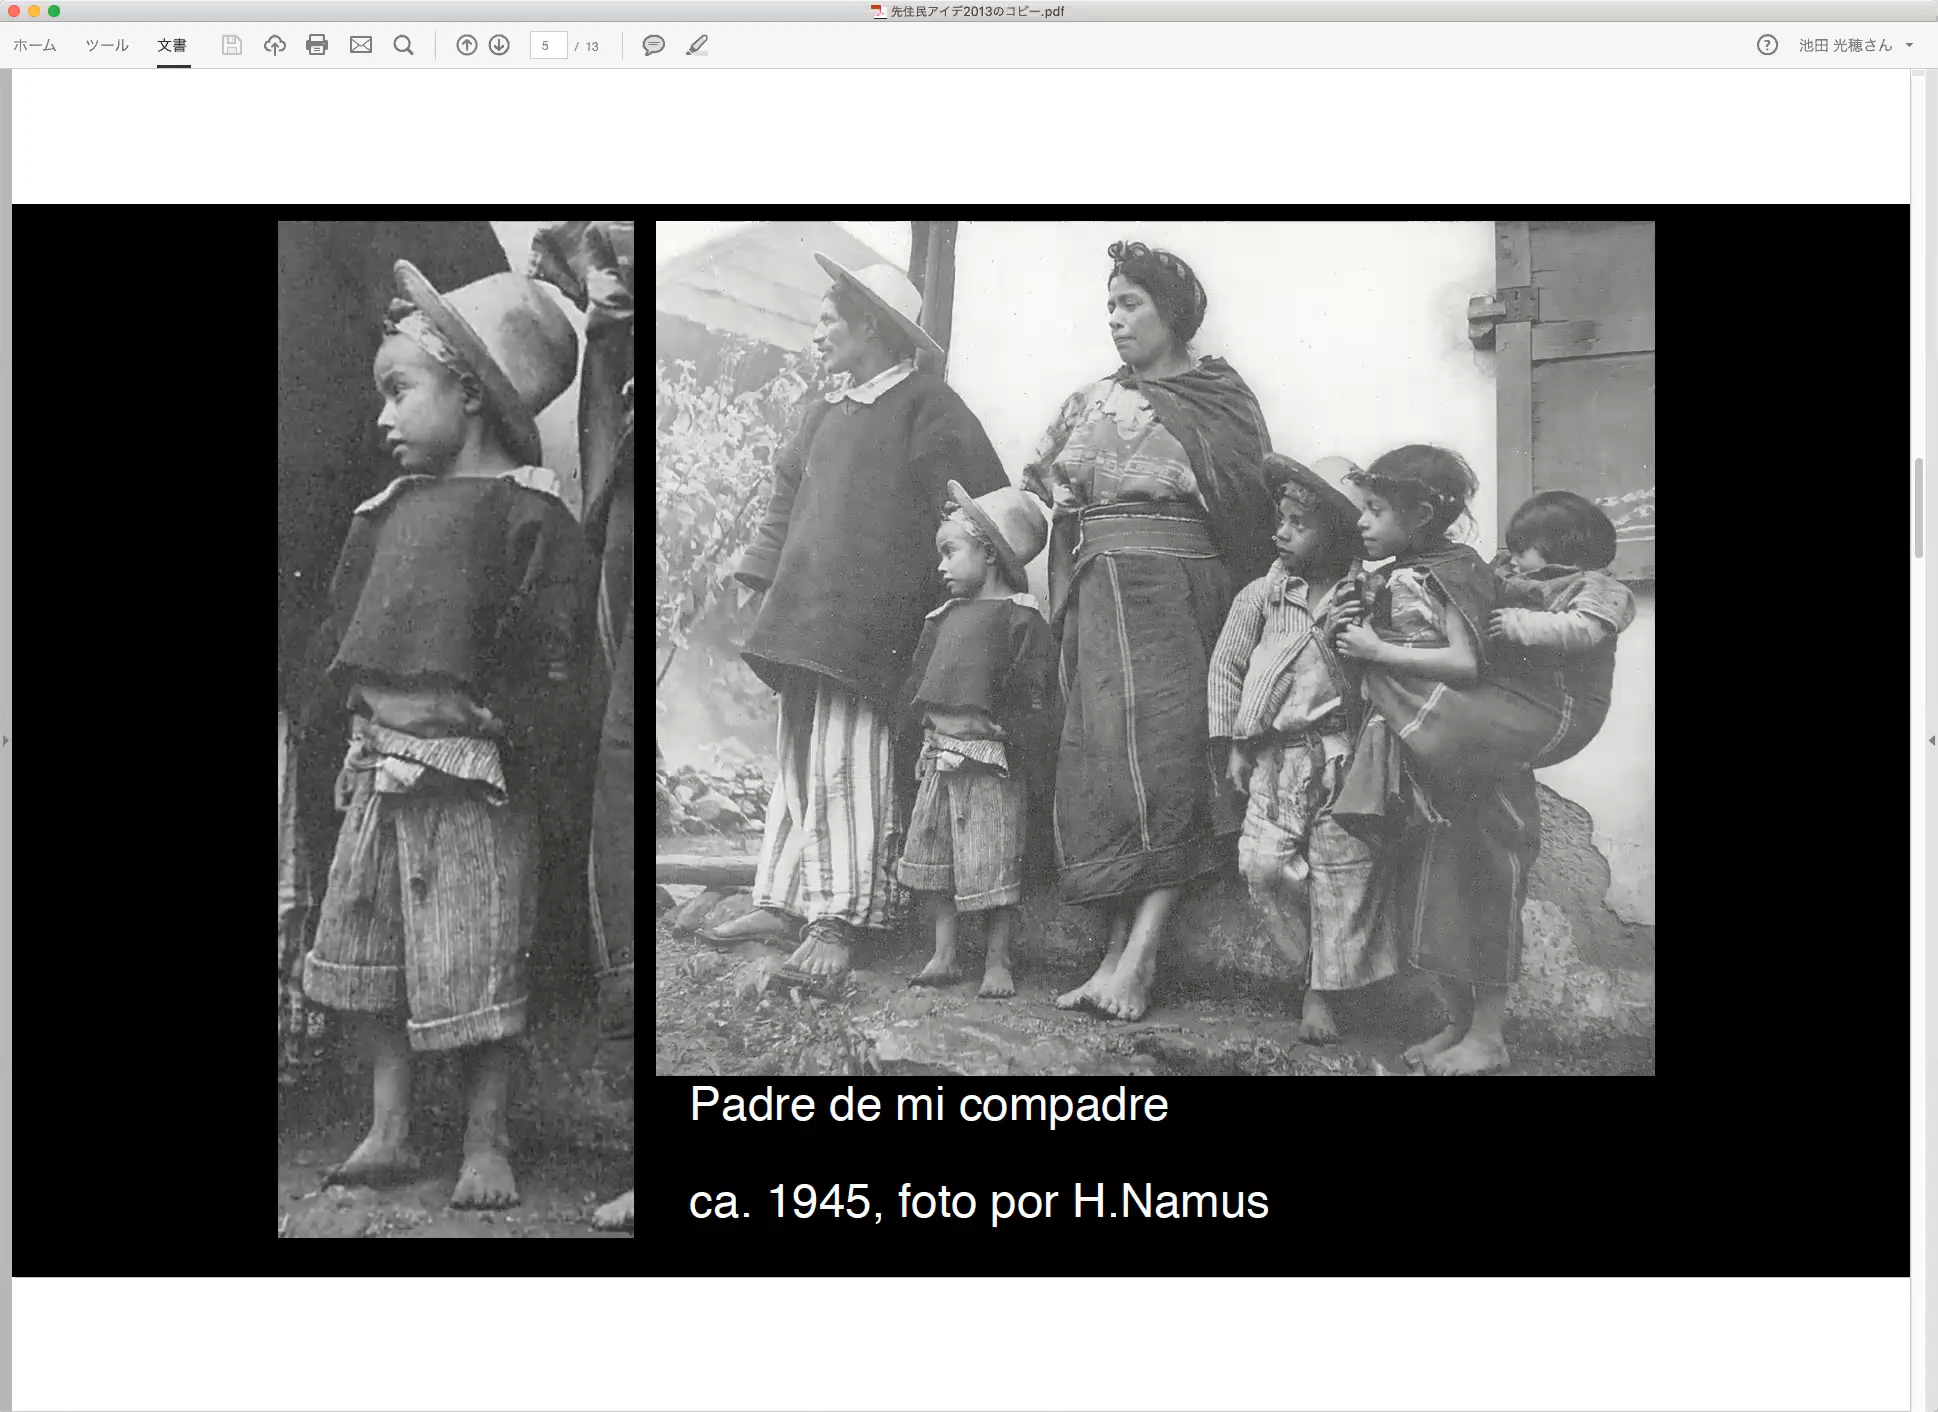 先住民アイデ2013のコピー.pdf
ホーム ツール 文書 5 / 13 池田 光穂さん
Padre de mi compadre
ca. 1945, foto por H.Namus